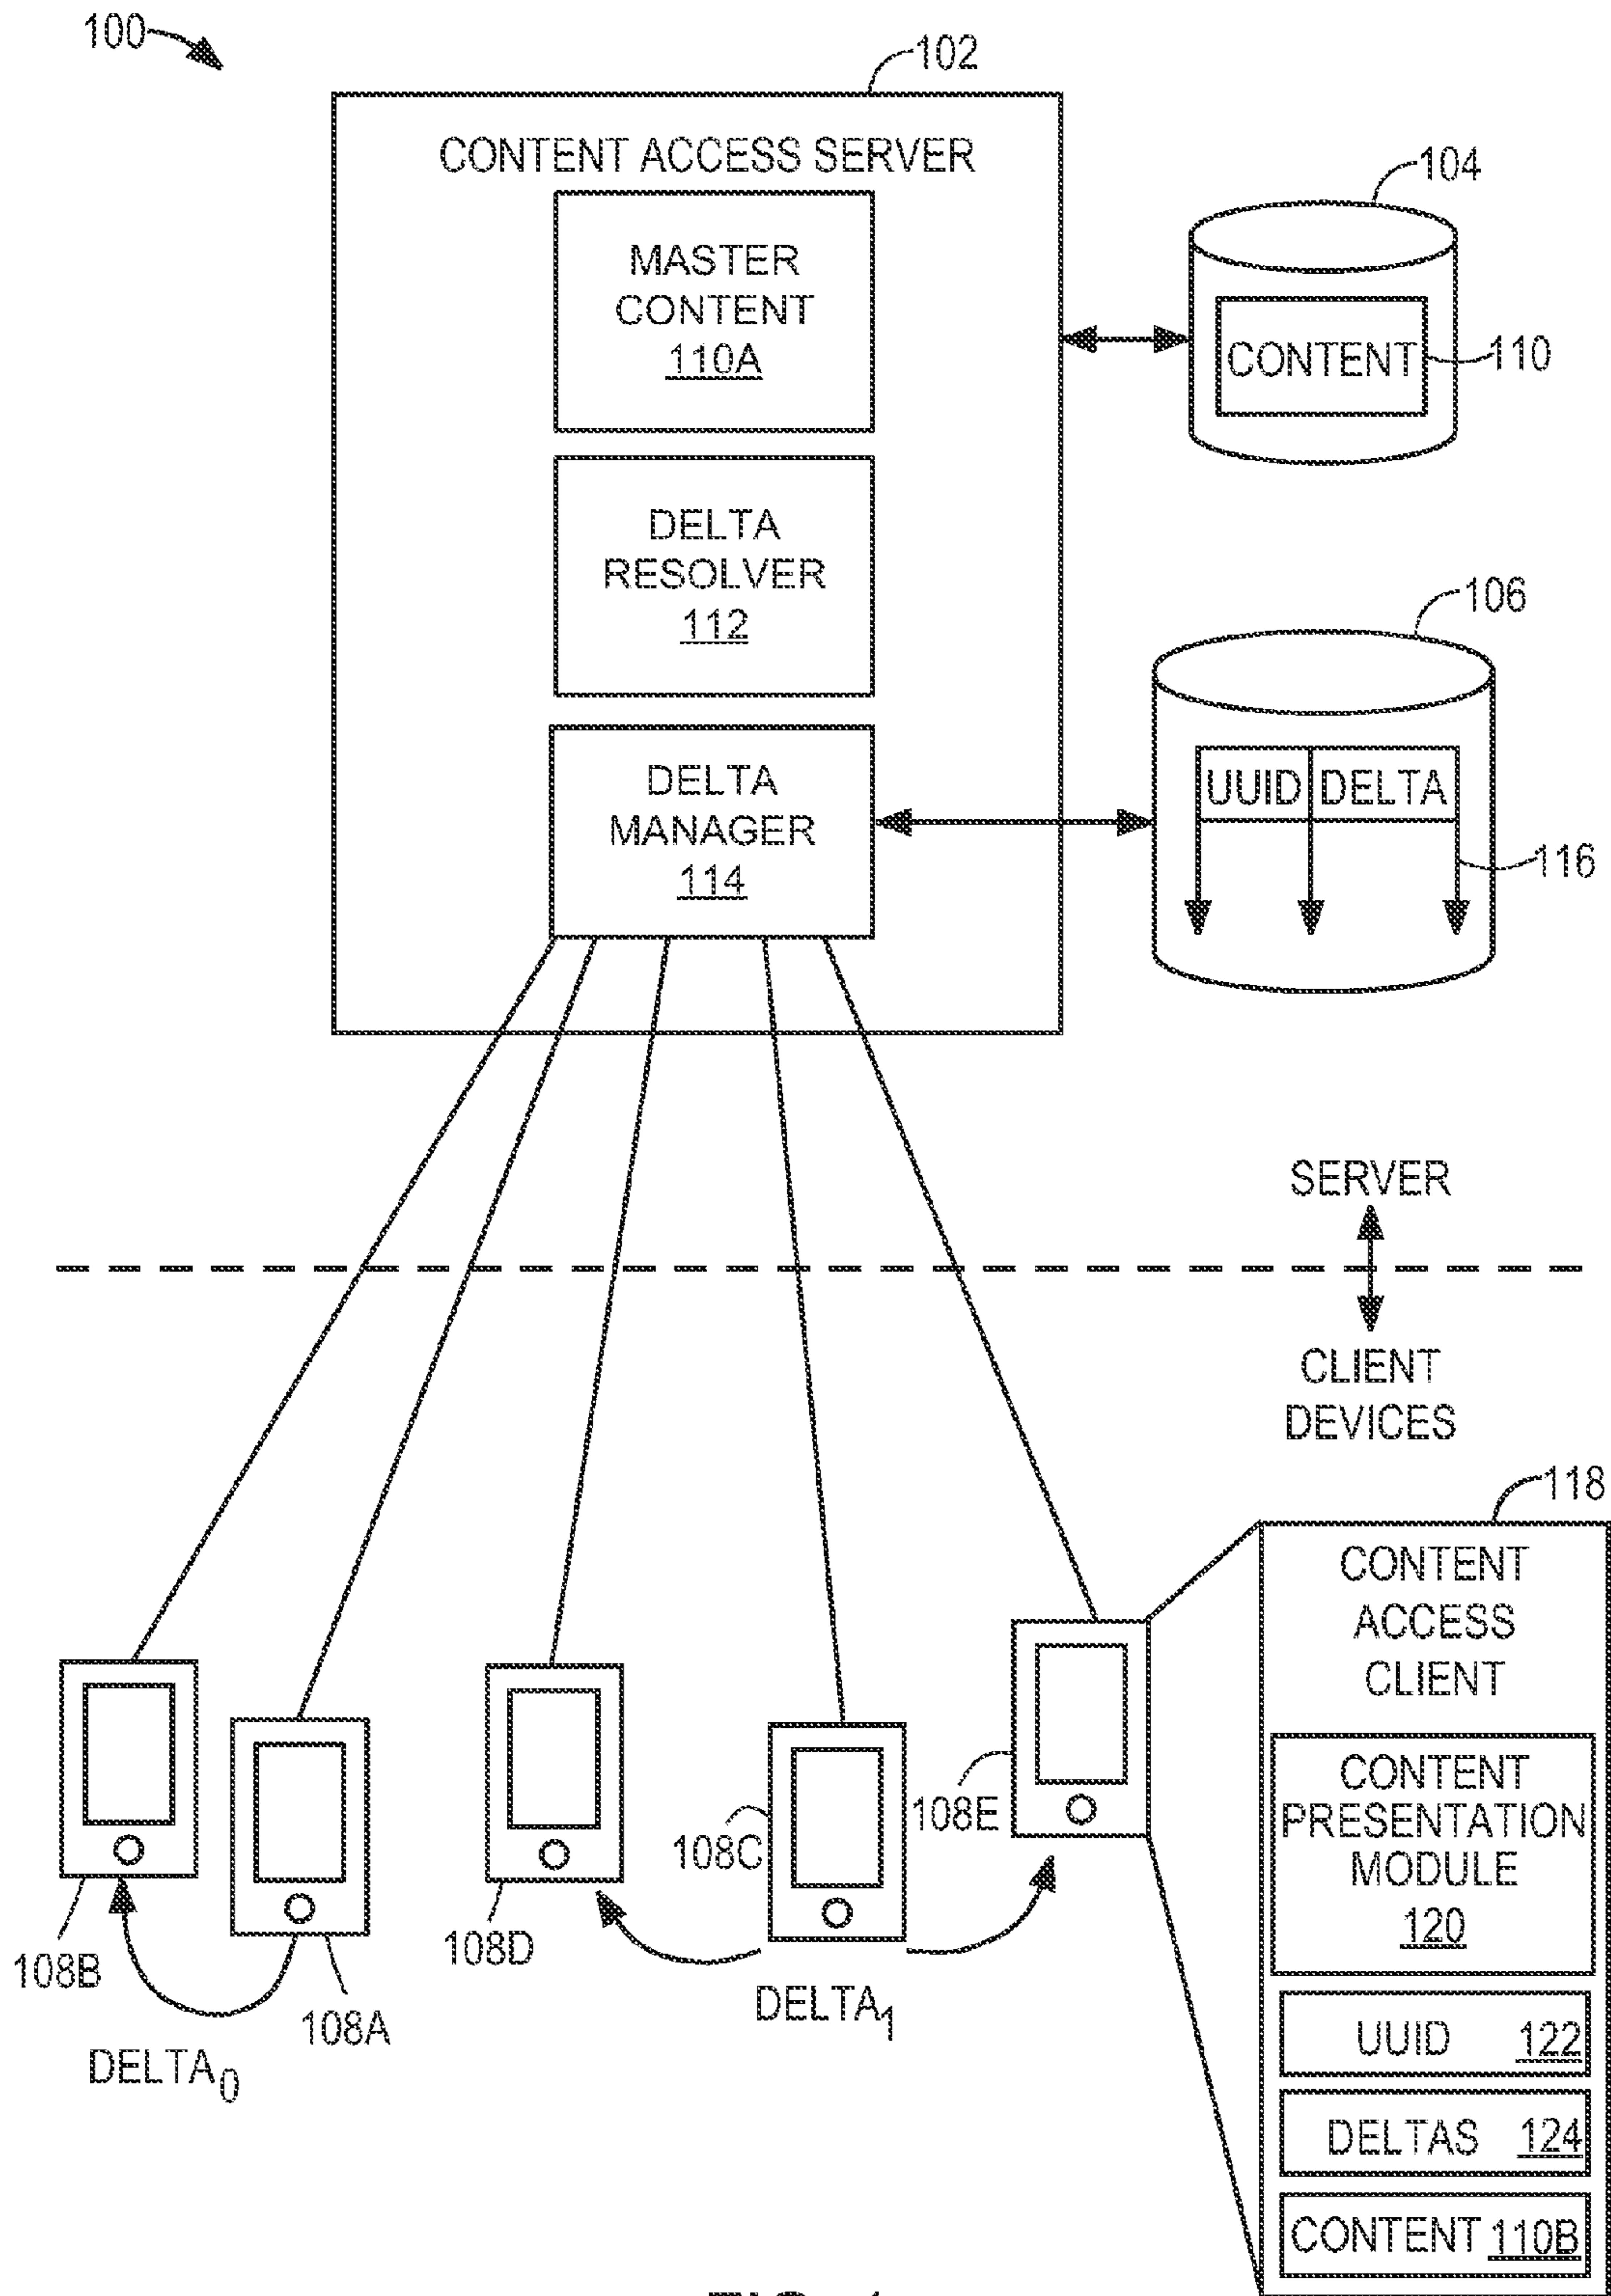 100
102
CONTENT ACCESS SERVER
MASTER
CONTENT
110A
104
CONTENT
110
DELTA
RESOLVER
112
106
DELTA
MANAGER
114
UUID DELTA
116
SERVER
CLIENT
DEVICES
118
CONTENT
ACCESS
CLIENT
CONTENT
PRESENTATION
MODULE
120
UUID 122
DELTAS 124
CONTENT 110B
108B
108A
108D
108C
108E
DELTA0
DELTA1